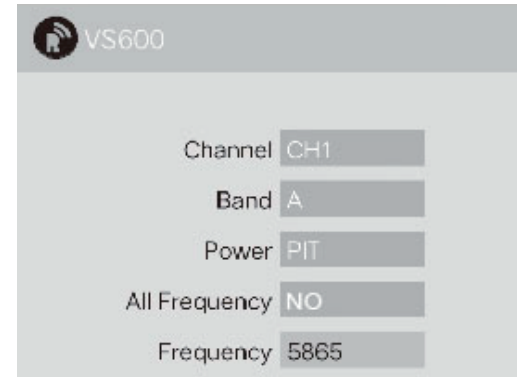 VS600
Channel CH1
Band A
Power PIT
All Frequency NO
Frequency 5865